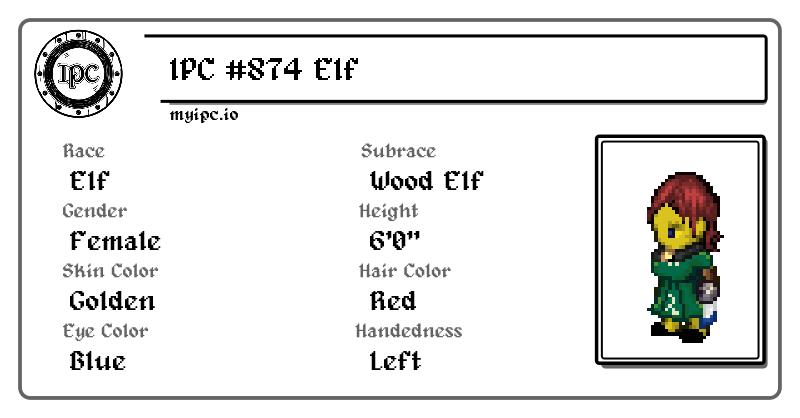 IPC
IPC #874 Elf
myipc.io
Race
Elf
Subrace
Wood Elf
Gender
Female
Height
6'0"
Skin Color
Golden
Hair Color
Red
Eye Color
Blue
Handedness
Left